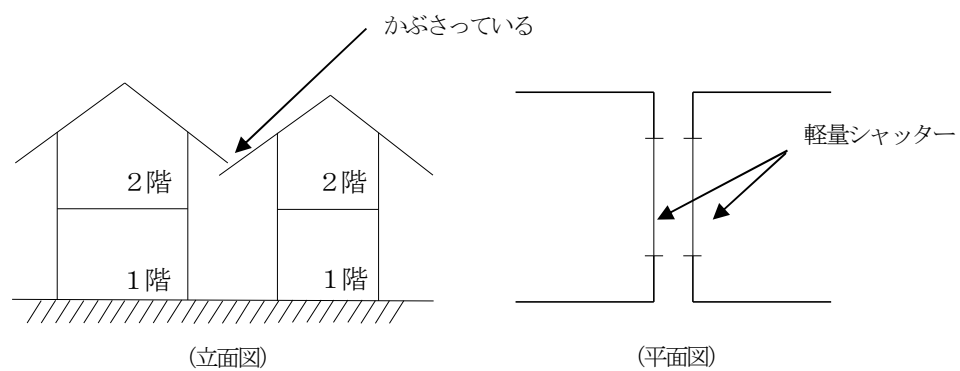 かぶさっている
軽量シャッター
２階
２階
１階
１階
（立面図）
（平面図）